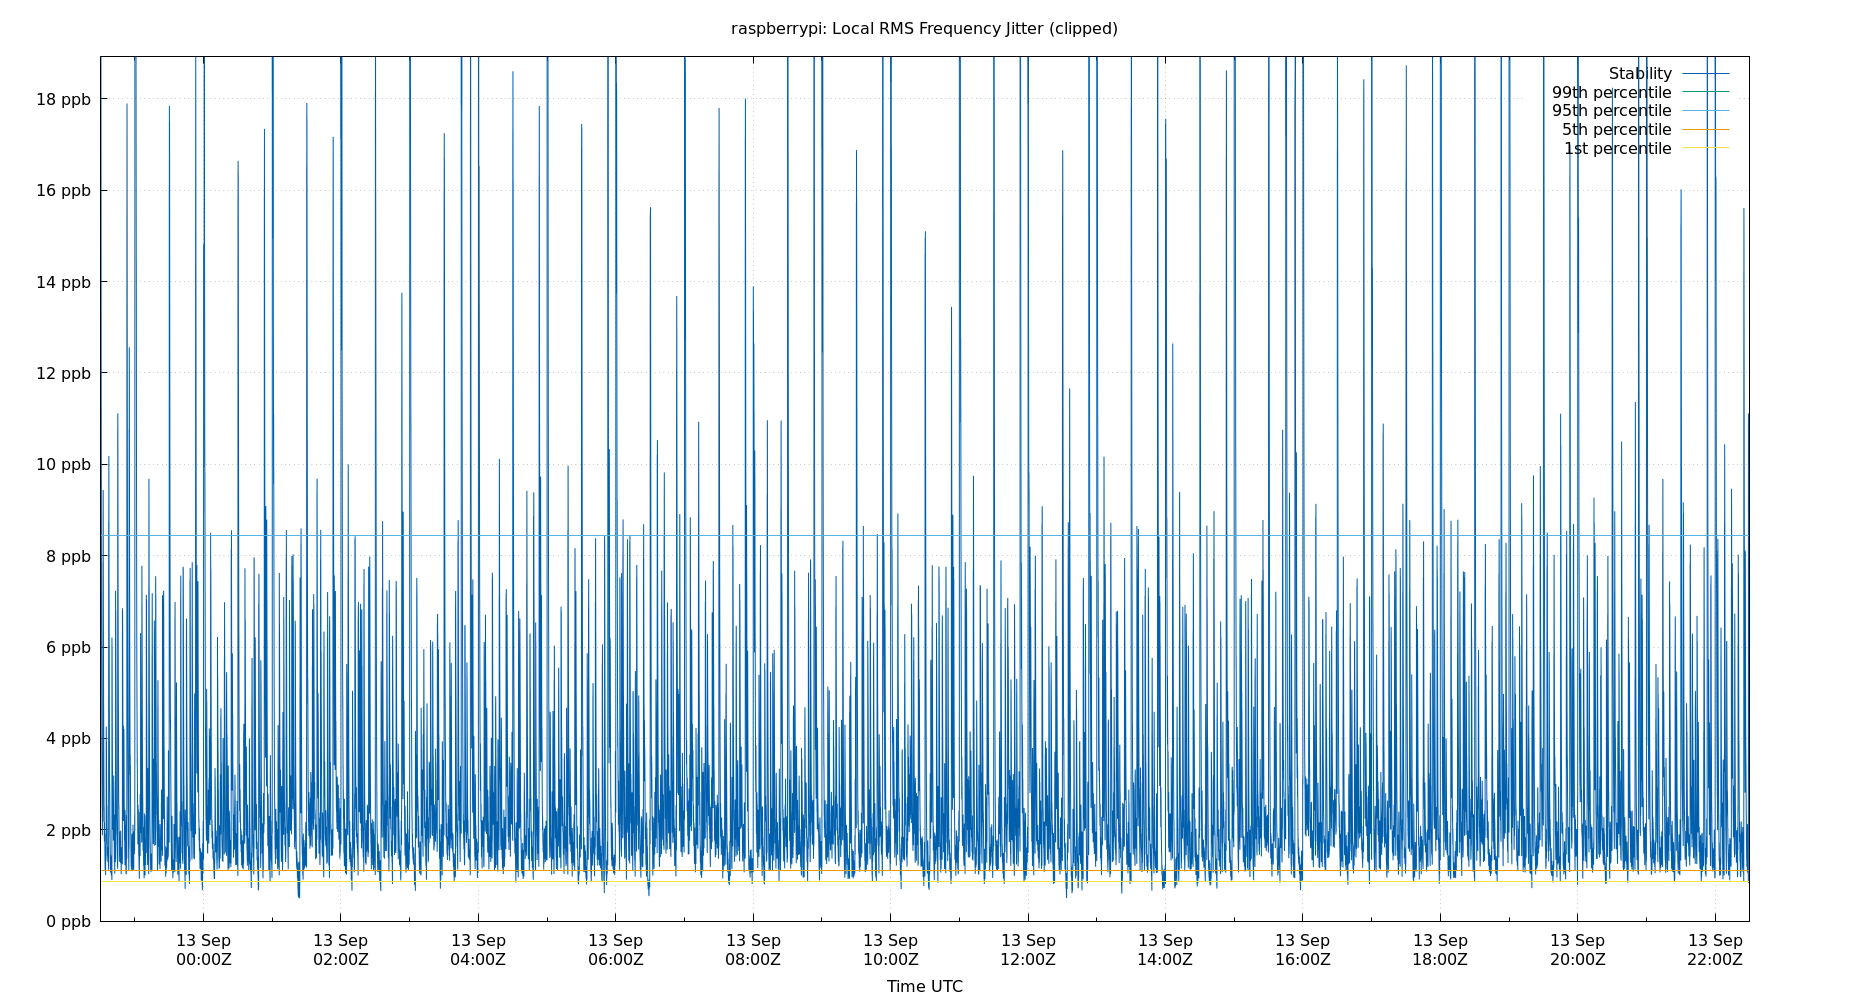 raspberrypi: Local RMS Frequency Jitter (clipped)
Stability
99th percentile
95th percentile
5th percentile
1st percentile
18 ppb
16 ppb
14 ppb
12 ppb
10 ppb
8 ppb
6 ppb
4 ppb
2 ppb
0 ppb
13 Sep 13 Sep 13 Sep 13 Sep 13 Sep 13 Sep 13 Sep 13 Sep 13 Sep 13 Sep 13 Sep 13 Sep
00:00Z 02:00Z 04:00Z 06:00Z 08:00Z 10:00Z 12:00Z 14:00Z 16:00Z 18:00Z 20:00Z 22:00Z
Time UTC